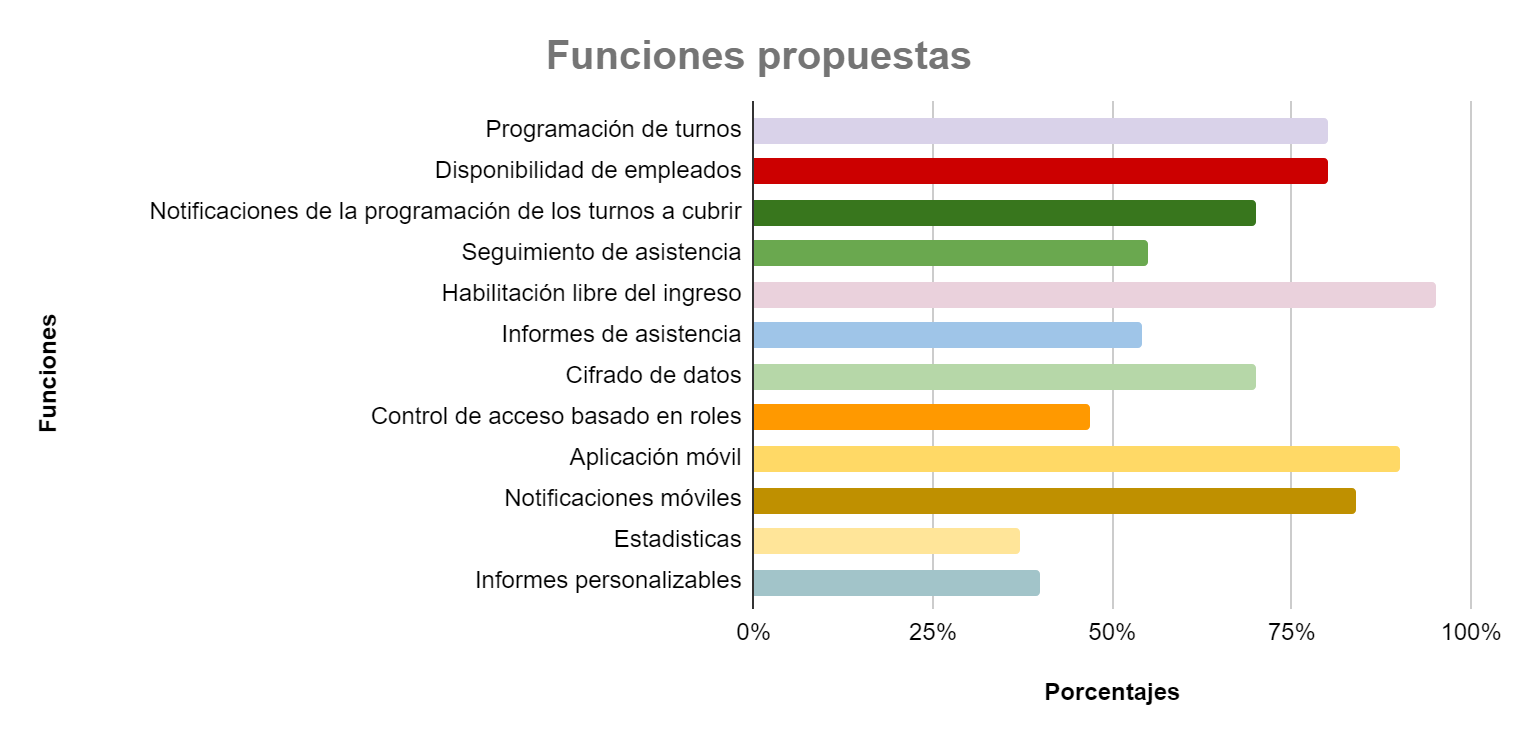 Funciones propuestas
Funciones
Programación de turnos
Disponibilidad de empleados
Notificaciones de la programación de los turnos a cubrir
Seguimiento de asistencia
Habilitación libre del ingreso
Informes de asistencia
Cifrado de datos
Control de acceso basado en roles
Aplicación móvil
Notificaciones móviles
Estadisticas
Informes personalizables
0% 25% 50% 75% 100%
Porcentajes